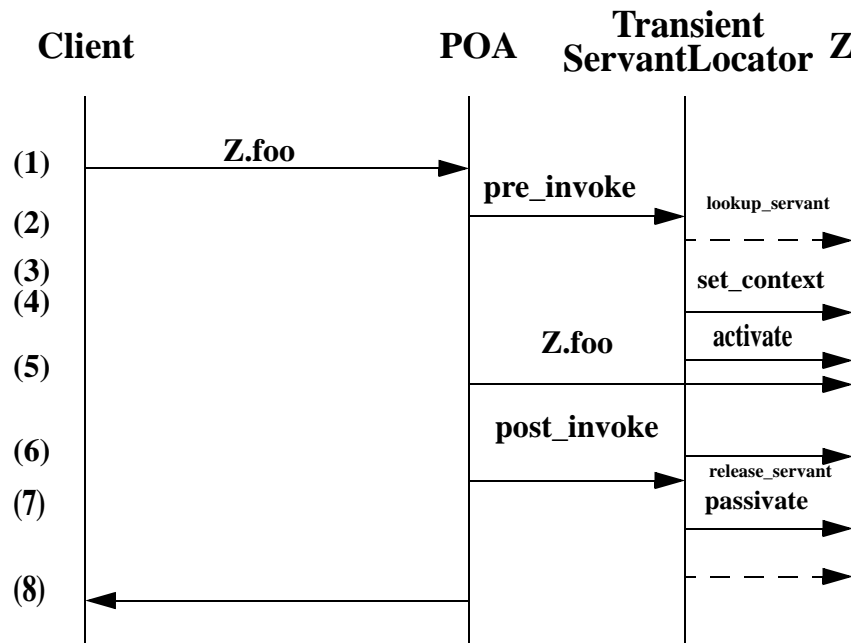 Client
POA
Transient
ServantLocator
Z
(1)
Z.foo
pre_invoke
(2)
lookup_servant
(3)
set_context
(4)
Z.foo
activate
(5)
post_invoke
(6)
release_servant
(7)
passivate
(8)